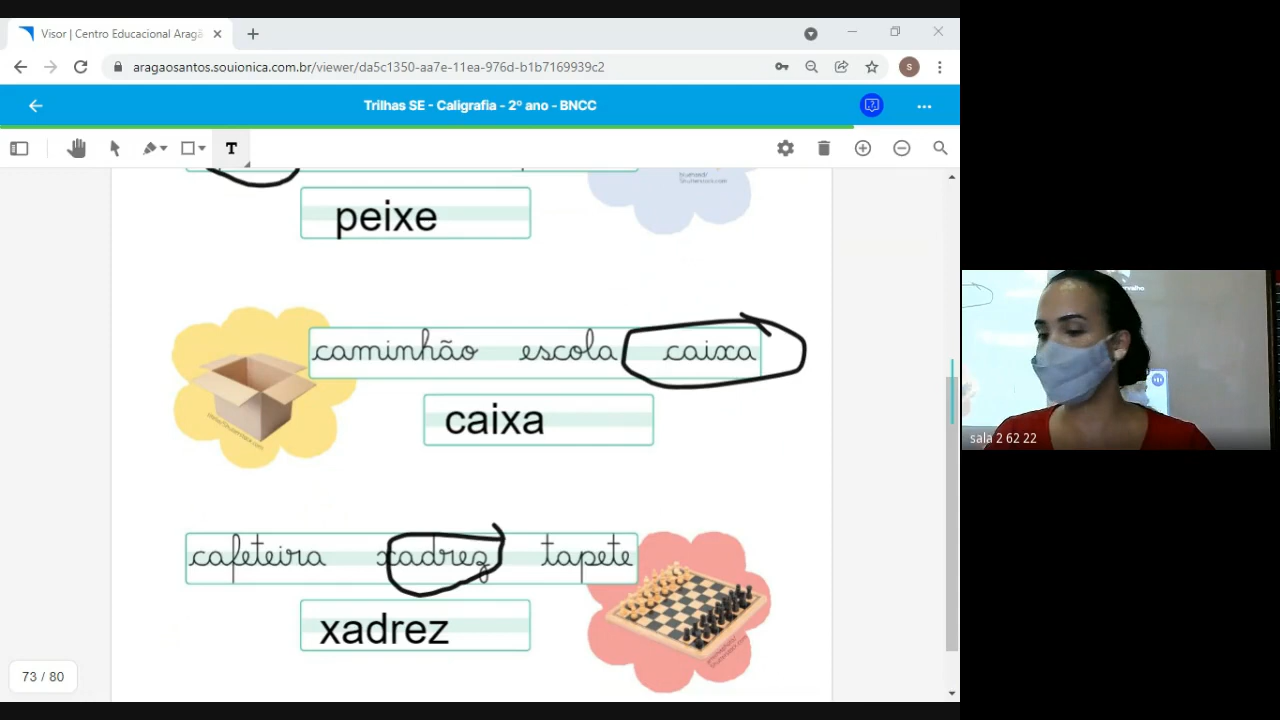 Visor | Centro Educacional Aragã
aragaosantos.souionica.com.br/viewer/da5c1350-aa7e-11ea-976d-b1b7169939c2
S
Trilhas SE - Caligrafia - 2º ano - BNCC
T
peixe
caminhão escola caixa
caixa
cafeteira xadrez tapete
xadrez
73 / 80
sala 2 62 22